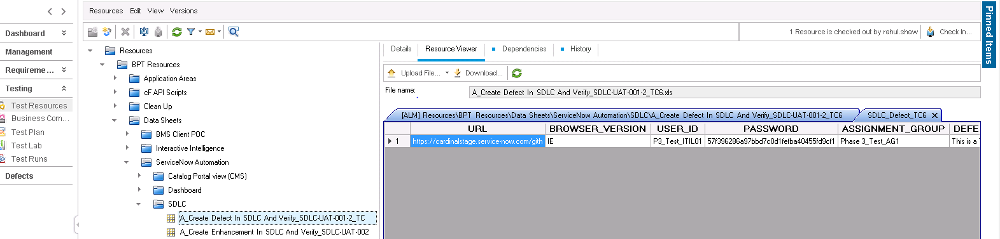 Resources Edit View Versions
1 Resource is checked out by rahul.shaw Check In...
Dashboard
Management
Requireme ...
Testing
Test Resources
Business Com...
Test Plan
Test Lab
Test Runs
Defects
Resources
BPT Resources
Application Areas
cF API Scripts
Clean Up
Data Sheets
BMS Client POC
Interactive Intelligence
ServiceNow Automation
Catalog Portal view (CMS)
Dashboard
SDLC
A_Create Defect In SDLC And Verify_SDLC-UAT-001-2_TC
A_Create Enhancement In SDLC And Verify_SDLC-UAT-002
Details Resource Viewer Dependencies History
Upload File... Download...
File name: A_Create Defect In SDLC And Verify_SDLC-UAT-001-2_TC6.xls
[ALM] Resources\BPT Resources\Data Sheets\ServiceNow Automation\SDLC\A_Create Defect In SDLC And Verify_SDLC-UAT-001-2_TC6 SDLC_Defect_TC6
URL BROWSER_VERSION USER_ID PASSWORD ASSIGNMENT_GROUP DEFE
1 https://cardinalstage.service-now.com/gith IE P3_Test_ITIL01 57f396286a97bbd7c0d1fefba40455fd9cf1 Phase 3_Test_AG1 This is a
Pinned Items